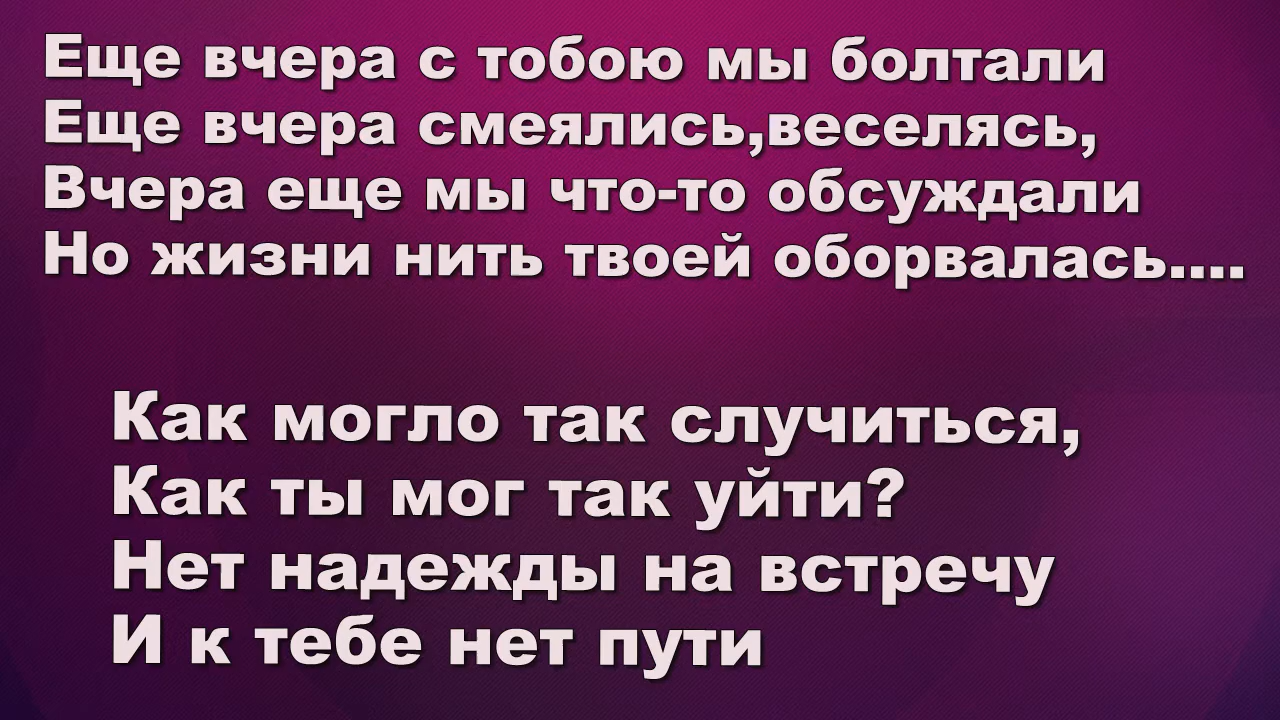 Еще вчера с тобою мы болтали
Еще вчера смеялись,веселясь,
Вчера еще мы что-то обсуждали
Но жизни нить твоей оборвалась....
Как могло так случиться,
Как ты мог так уйти?
Нет надежды на встречу
И к тебе нет пути